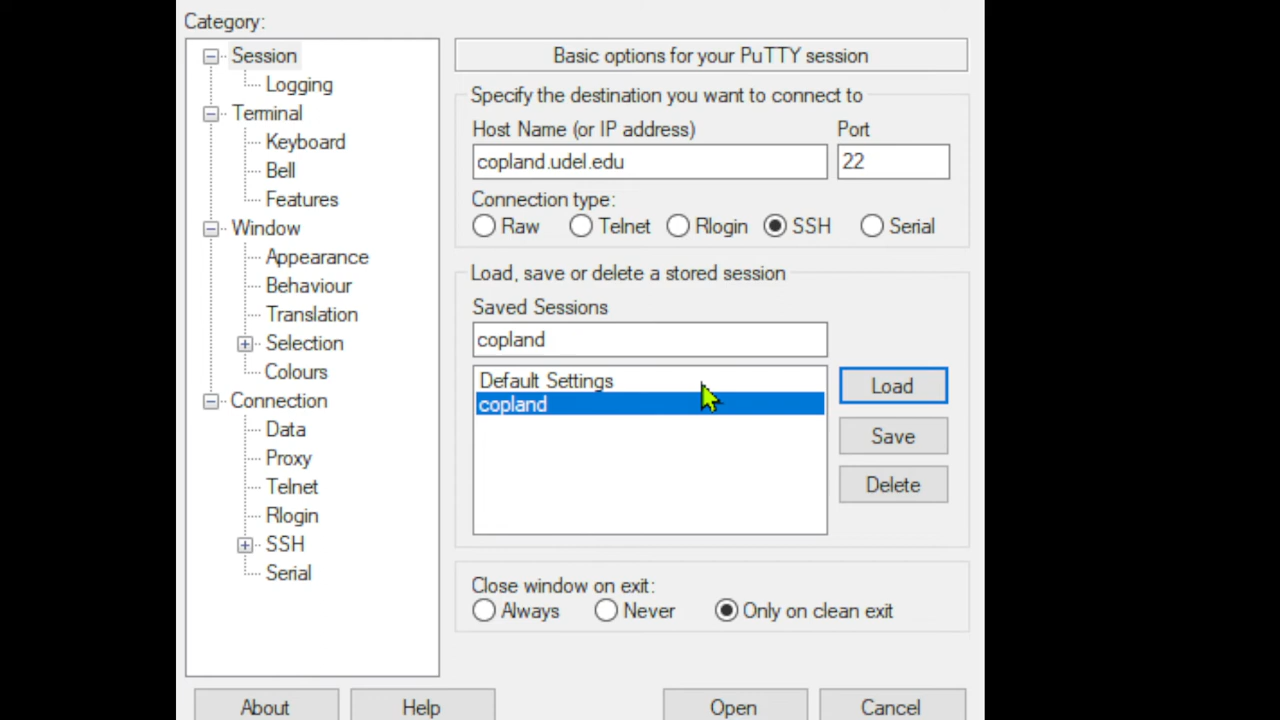 Category:
Session
Logging
Terminal
Keyboard
Bell
Features
Window
Appearance
Behaviour
Translation
Selection
Colours
Connection
Data
Proxy
Telnet
Rlogin
SSH
Serial
Basic options for your PuTTY session
Specify the destination you want to connect to
Host Name (or IP address) Port
copland.udel.edu 22
Connection type:
Raw Telnet Rlogin SSH Serial
Load, save or delete a stored session
Saved Sessions
copland
Default Settings
copland
Load
Save
Delete
Close window on exit:
Always Never Only on clean exit
About Help Open Cancel